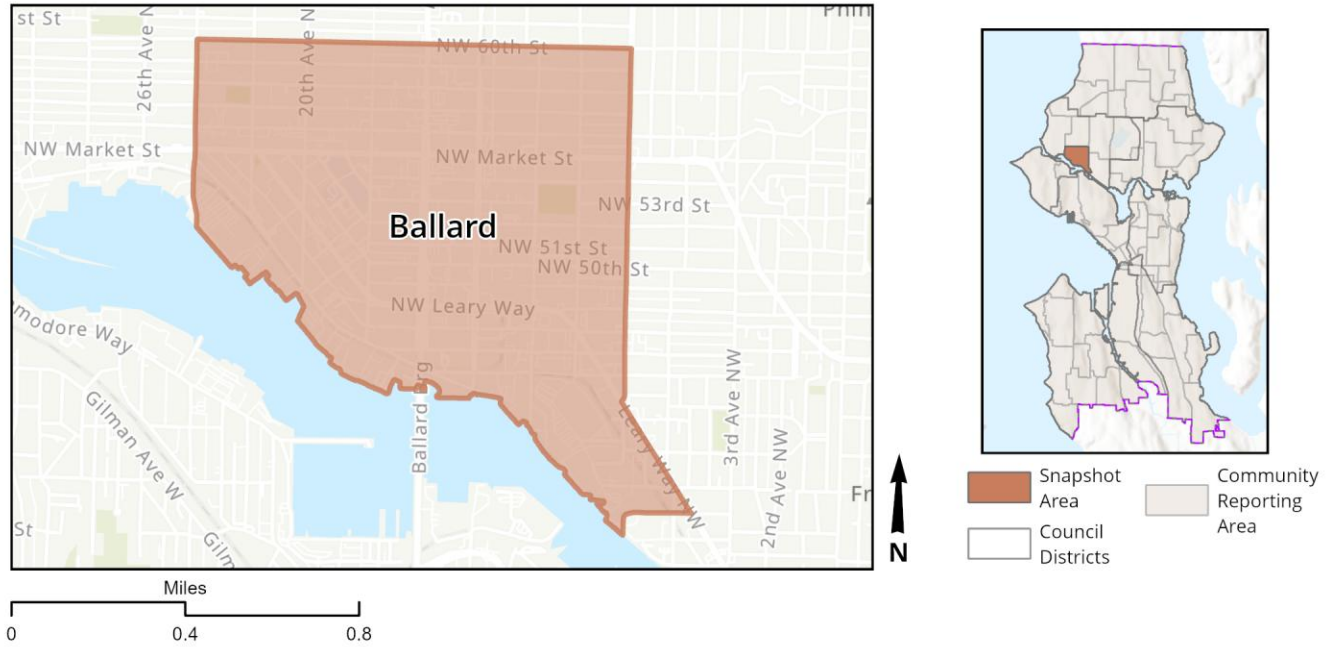 st St
Phin
26th Ave N
20th Ave N
NW 60th St
NW Market St
NW Market St
Ballard
NW 53rd St
NW 51st St
NW 50th St
NW Leary Way
modore Way
Gilman Ave W
Ballard Brg
Leary Way NW
3rd Ave NW
2nd Ave NW
Fr
St
Gilm
N
Miles
0
0.4
0.8
Snapshot
Area
Council
Districts
Community
Reporting
Area